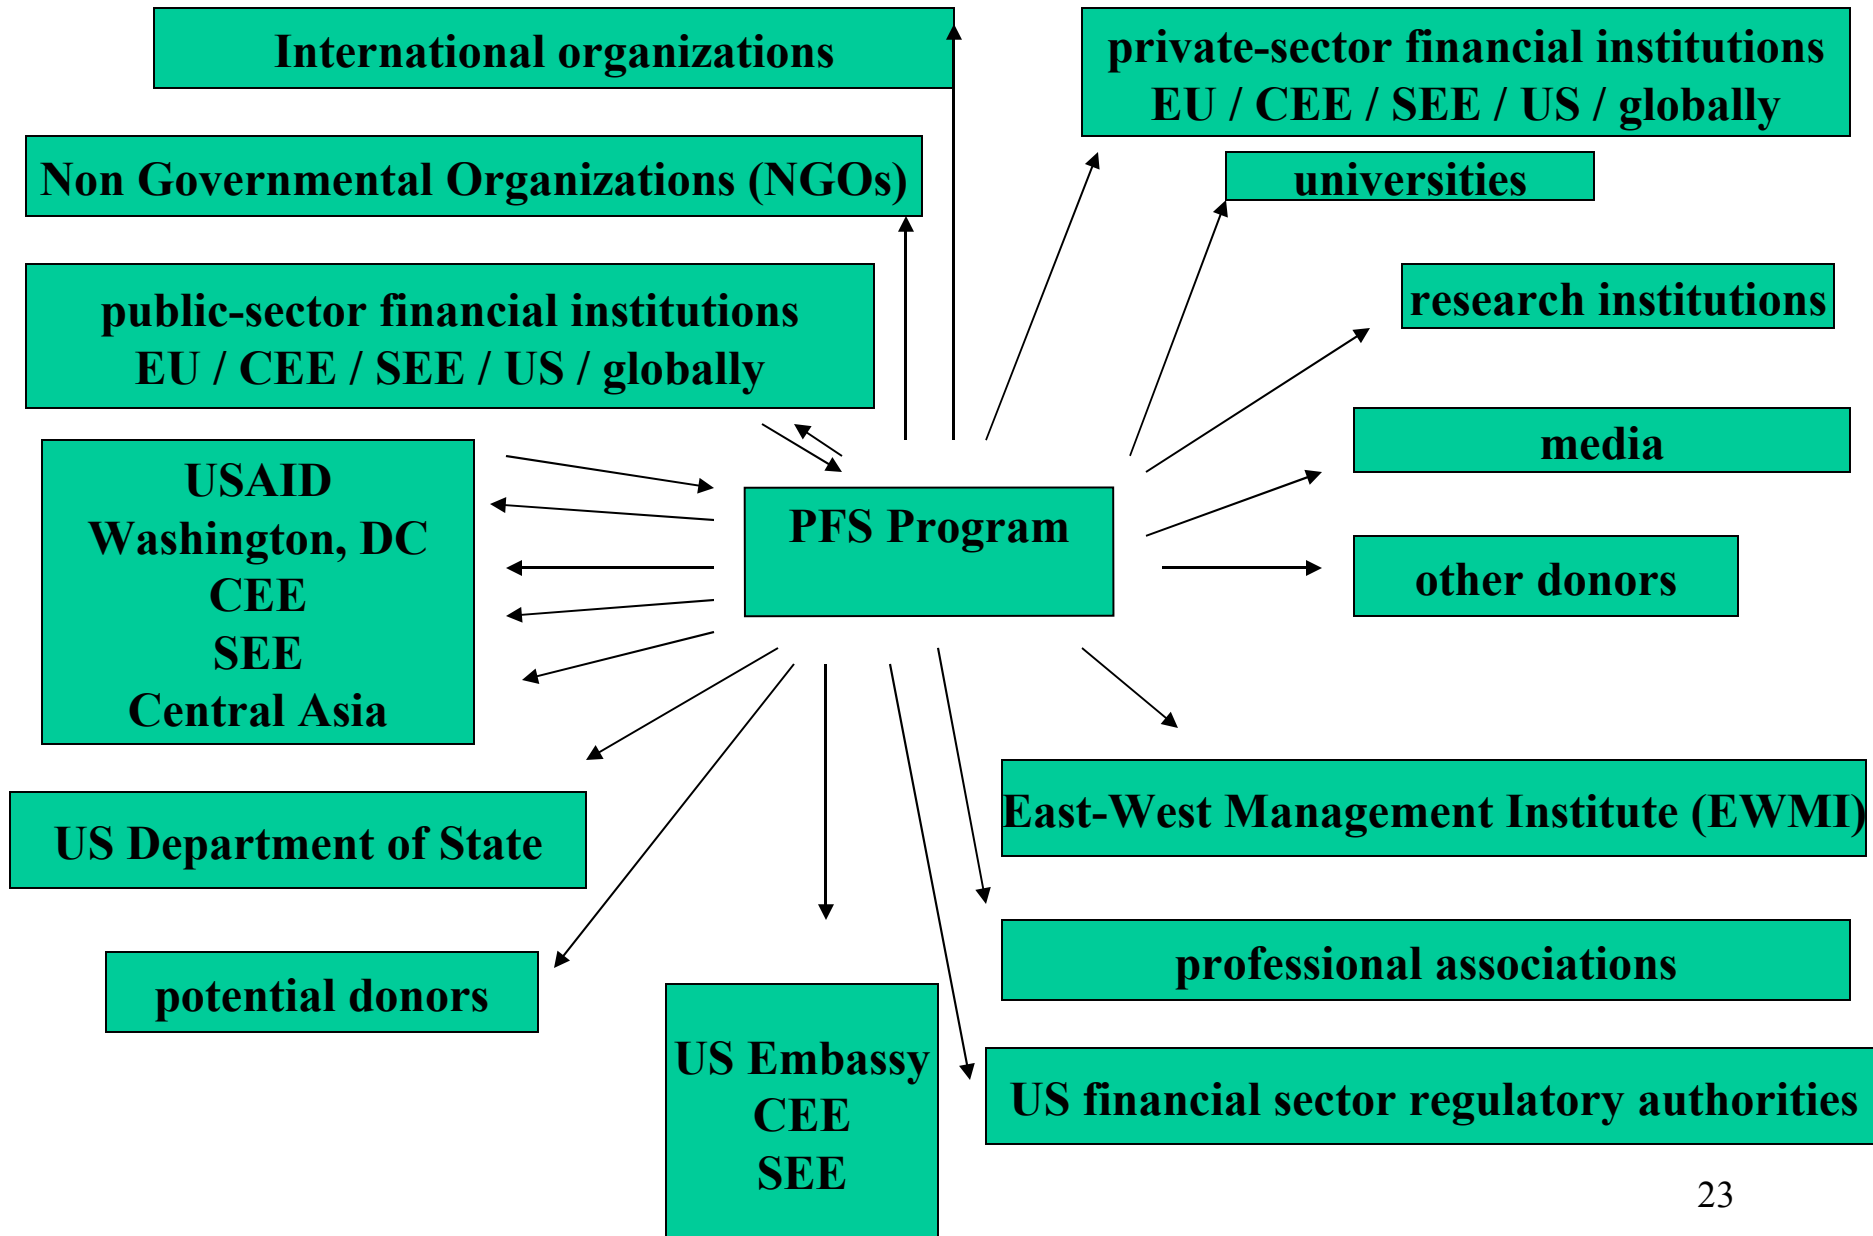 International organizations
private-sector financial institutions
EU / CEE / SEE / US / globally
Non Governmental Organizations (NGOs)
universities
public-sector financial institutions
EU / CEE / SEE / US / globally
research institutions
media
USAID
Washington, DC
CEE
SEE
Central Asia
PFS Program
other donors
US Department of State
East-West Management Institute (EWMI)
potential donors
professional associations
US Embassy
CEE
SEE
US financial sector regulatory authorities
23